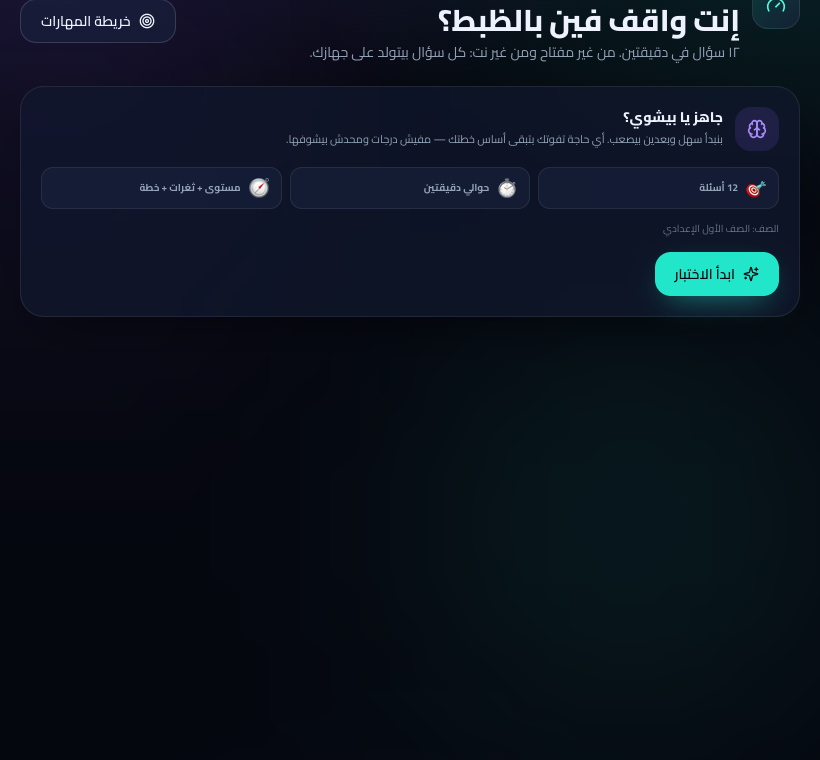 إنت واقف فين بالظبط؟
خريطة المهارات
١٢ سؤال في دقيقتين. من غير مفتاح ومن غير نت: كل سؤال بيتولد على جهازك.
جاهز يا بيشوي؟
بنبدأ سهل وبعدين بيصعب. أي حاجة تفوتك بتبقى أساس خطتك — مفيش درجات ومحدش بيشوفها.
12 أسئلة
حوالي دقيقتين
مستوى + ثغرات + خطة
الصف: الصف الأول الإعدادي
ابدأ الاختبار